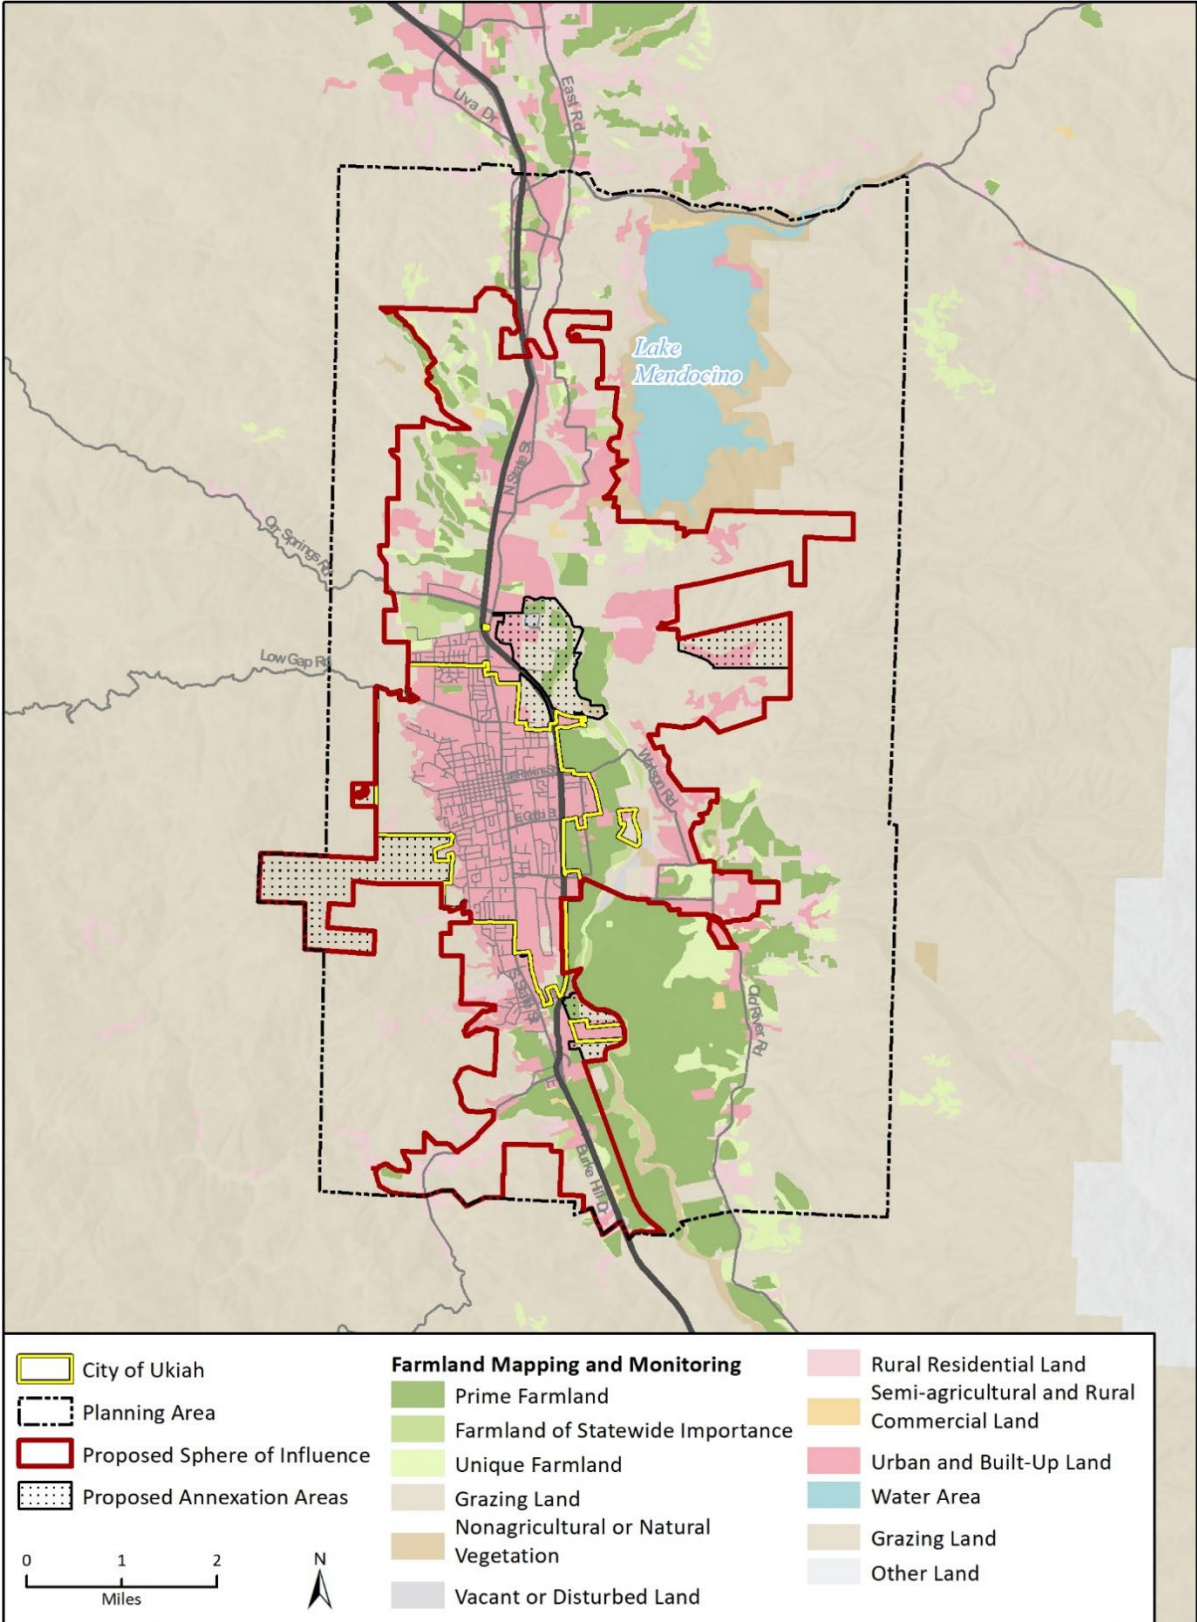 Uva Dr
East Rd
Lake
Mendocino
N State St
Orr Springs Rd
Low Gap Rd
Watson Rd
Old River Rd
Burke Hill Dr
City of Ukiah
Planning Area
Proposed Sphere of Influence
Proposed Annexation Areas
0 1 2
Miles
N
Farmland Mapping and Monitoring
Prime Farmland
Farmland of Statewide Importance
Unique Farmland
Grazing Land
Nonagricultural or Natural
Vegetation
Vacant or Disturbed Land
Rural Residential Land
Semi-agricultural and Rural
Commercial Land
Urban and Built-Up Land
Water Area
Grazing Land
Other Land